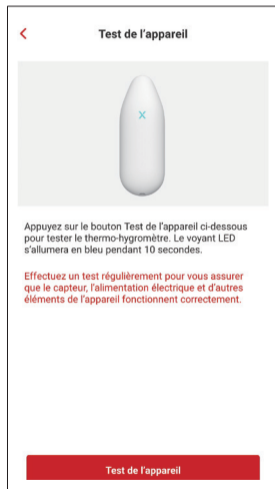 Test de l'appareil
Appuyez sur le bouton Test de l'appareil ci-dessous
pour tester le thermo-hygromètre. Le voyant LED
s'allumera en bleu pendant 10 secondes.
Effectuez un test régulièrement pour vous assurer
que le capteur, l'alimentation électrique et d'autres
éléments de l'appareil fonctionnent correctement.
Test de l'appareil